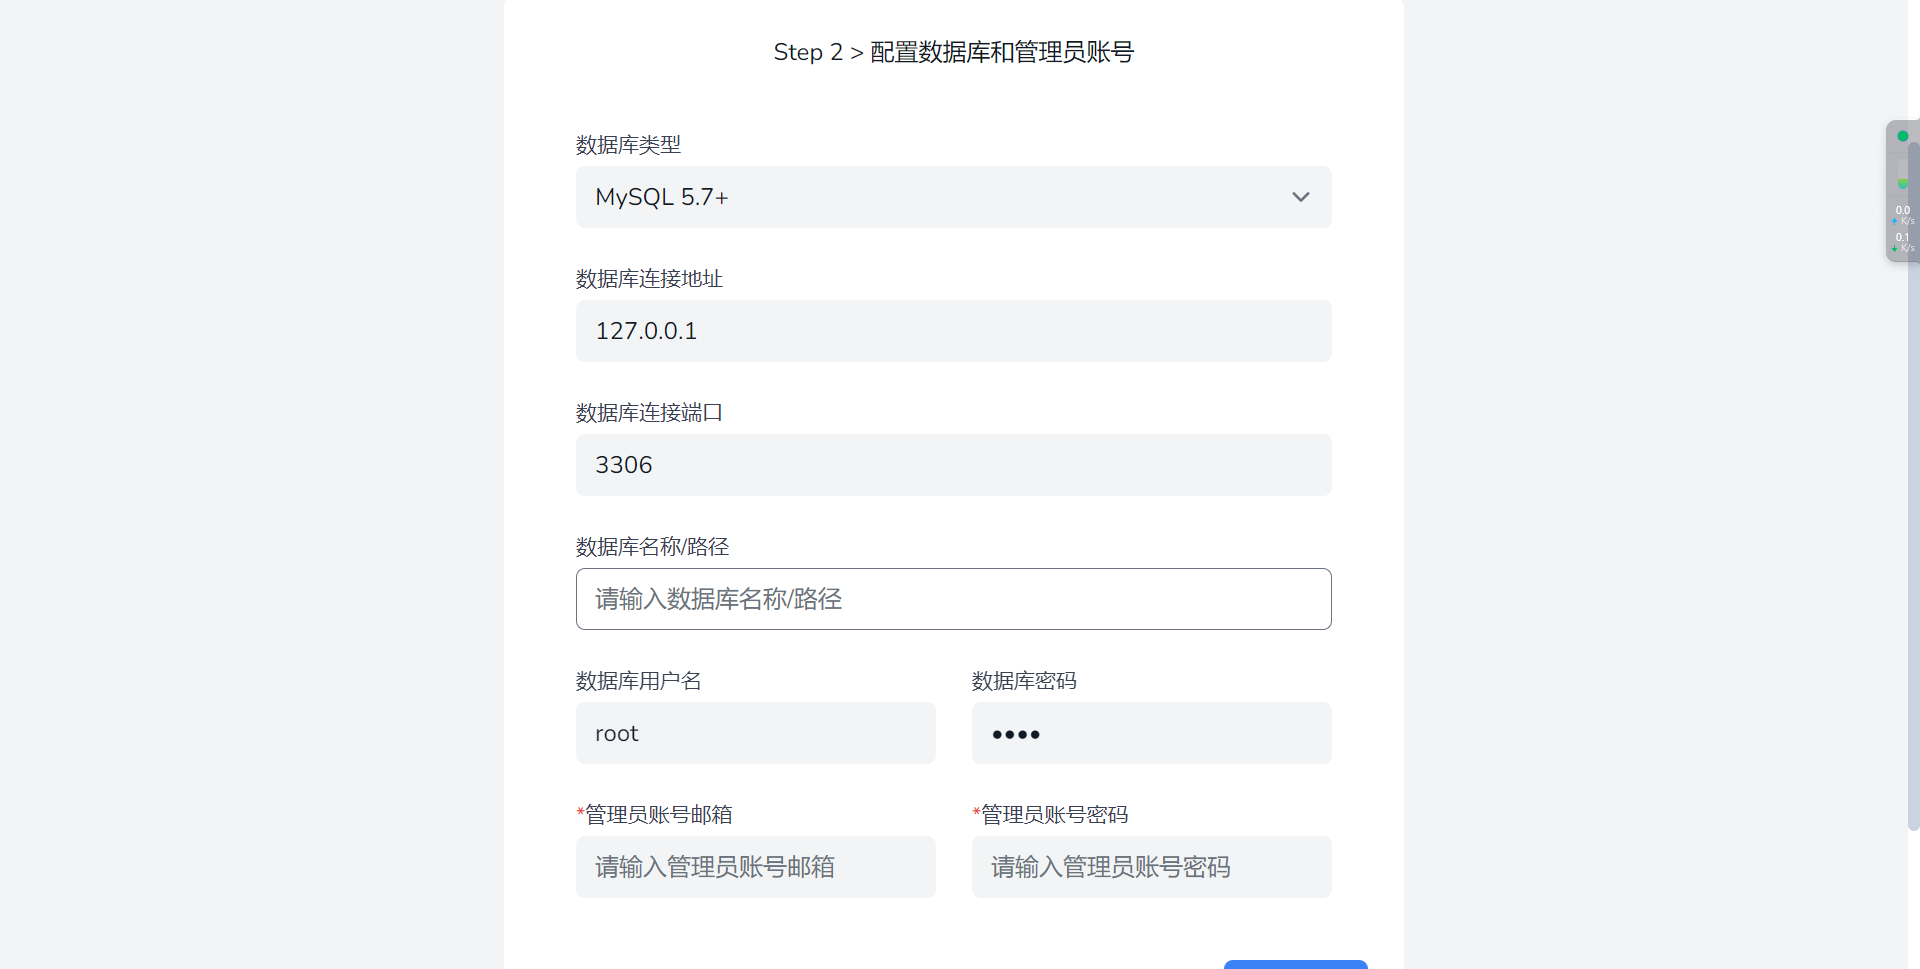 Step 2 > 配置数据库和管理员账号
数据库类型
MySQL 5.7+
数据库连接地址
127.0.0.1
数据库连接端口
3306
数据库名称/路径
请输入数据库名称/路径
数据库用户名
数据库密码
root
••••
*管理员账号邮箱
*管理员账号密码
请输入管理员账号邮箱
请输入管理员账号密码
0.0
K/s
0.1
K/s